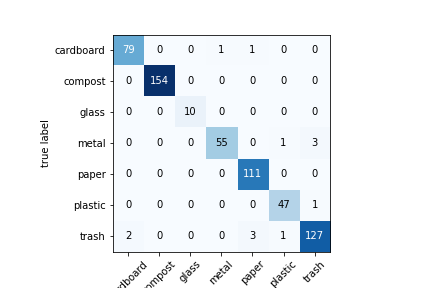 cardboard 79 0 0 1 1 0 0
compost 0 154 0 0 0 0 0
glass 0 0 10 0 0 0 0
metal 0 0 0 55 0 1 3
paper 0 0 0 0 111 0 0
plastic 0 0 0 0 0 47 1
trash 2 0 0 0 3 1 127
true label
rdboard ompost glass metal paper plastic trash